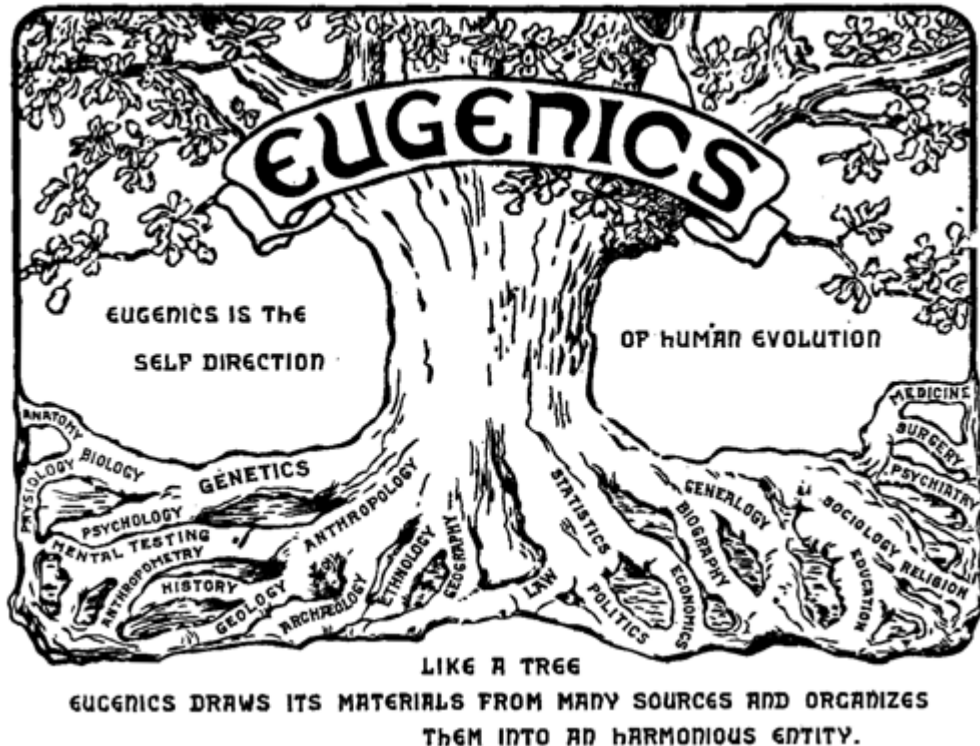 EUGENICS
EUGENICS IS THE
SELF DIRECTION
OF HUMAN EVOLUTION
ANATOMY
PHYSIOLOGY
BIOLOGY
GENETICS
PSYCHOLOGY
MENTAL TESTING
ANTHROPOMETRY
HISTORY
GEOLOGY
ANTHROPOLOGY
ARCHÆOLOGY
ETHNOLOGY
GEOGRAPHY
LAW
STATISTICS
POLITICS
ECONOMICS
BIOGRAPHY
GENEALOGY
EDUCATION
SOCIOLOGY
RELIGION
PSYCHIATRY
SURGERY
MEDICINE
LIKE A TREE
EUGENICS DRAWS ITS MATERIALS FROM MANY SOURCES AND ORGANIZES
THEM INTO AN HARMONIOUS ENTITY.